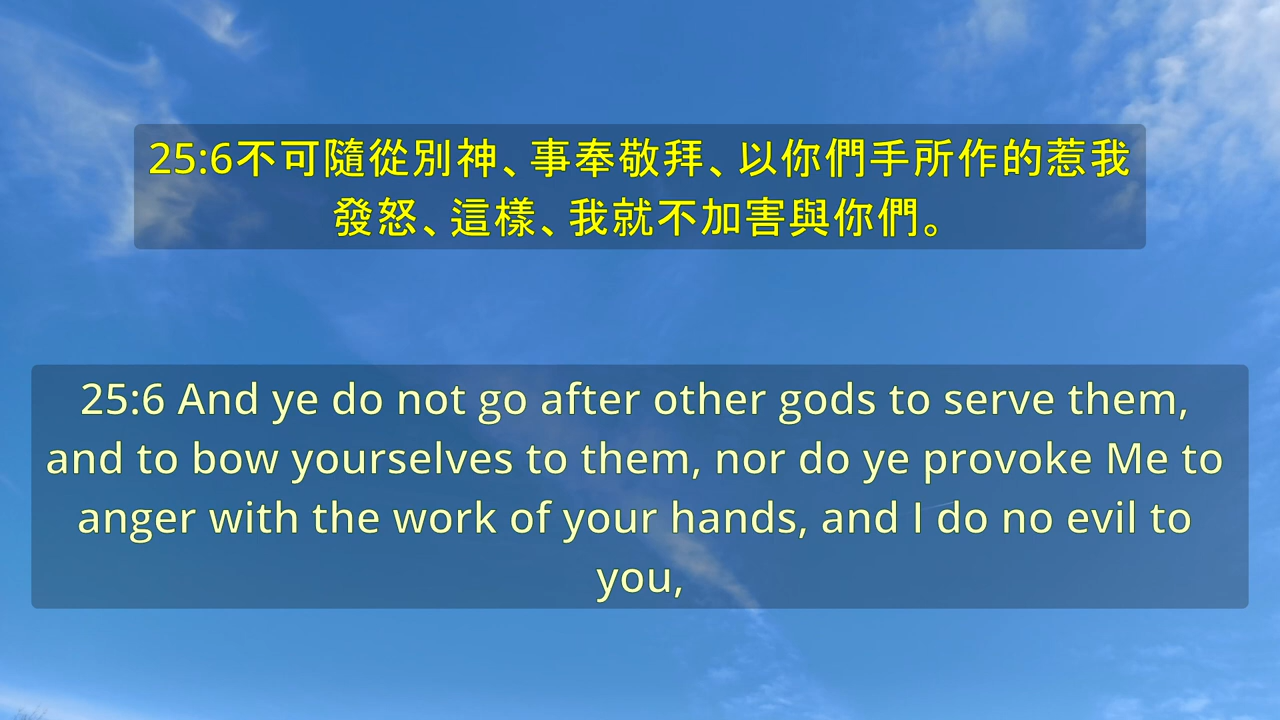 25:6不可隨從別神、事奉敬拜、以你們手所作的惹我
發怒、這樣、我就不加害與你們。
25:6 And ye do not go after other gods to serve them,
and to bow yourselves to them, nor do ye provoke Me to
anger with the work of your hands, and I do no evil to
you,